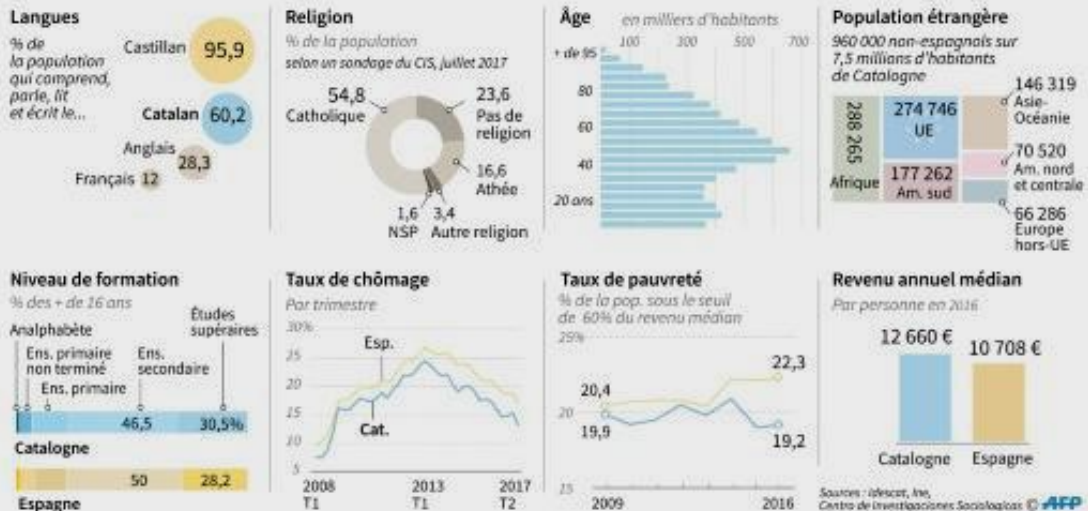 Langues
% de
la population
qui comprend,
parle, lit
et écrit le...
Castillan 95,9
Catalan 60,2
Anglais 28,3
Français 12
Religion
% de la population
selon un sondage du CIS, juillet 2017
54,8
Catholique
23,6
Pas de
religion
16,6
Athée
3,4
Autre religion
1,6
NSP
Âge
en milliers d'habitants
100 300 500 700
+ de 95
80
60
40
20 ans
Population étrangère
960 000 non-espagnols sur
7,5 millions d'habitants
de Catalogne
288 265
Afrique
274 746
UE
177 262
Am. sud
146 319
Asie-
Océanie
70 520
Am. nord
et centrale
66 286
Europe
hors-UE
Niveau de formation
% des + de 16 ans
Analphabète
Ens. primaire
non terminé
Ens. primaire
Ens.
secondaire
Études
supéraires
46,5 30,5%
Catalogne
50 28,2
Espagne
Taux de chômage
Par trimestre
30%
25
20
15
10
5
Esp.
Cat.
2008
T1
2013
T1
2017
T2
Taux de pauvreté
% de la pop. sous le seuil
de 60% du revenu médian
25%
20
15
20,4
19,9
22,3
19,2
2009 2016
Revenu annuel médian
Par personne en 2016
12 660 €
10 708 €
Catalogne Espagne
Sources : Idescat, Ine,
Centro de Investigaciones Sociologicas © AFP